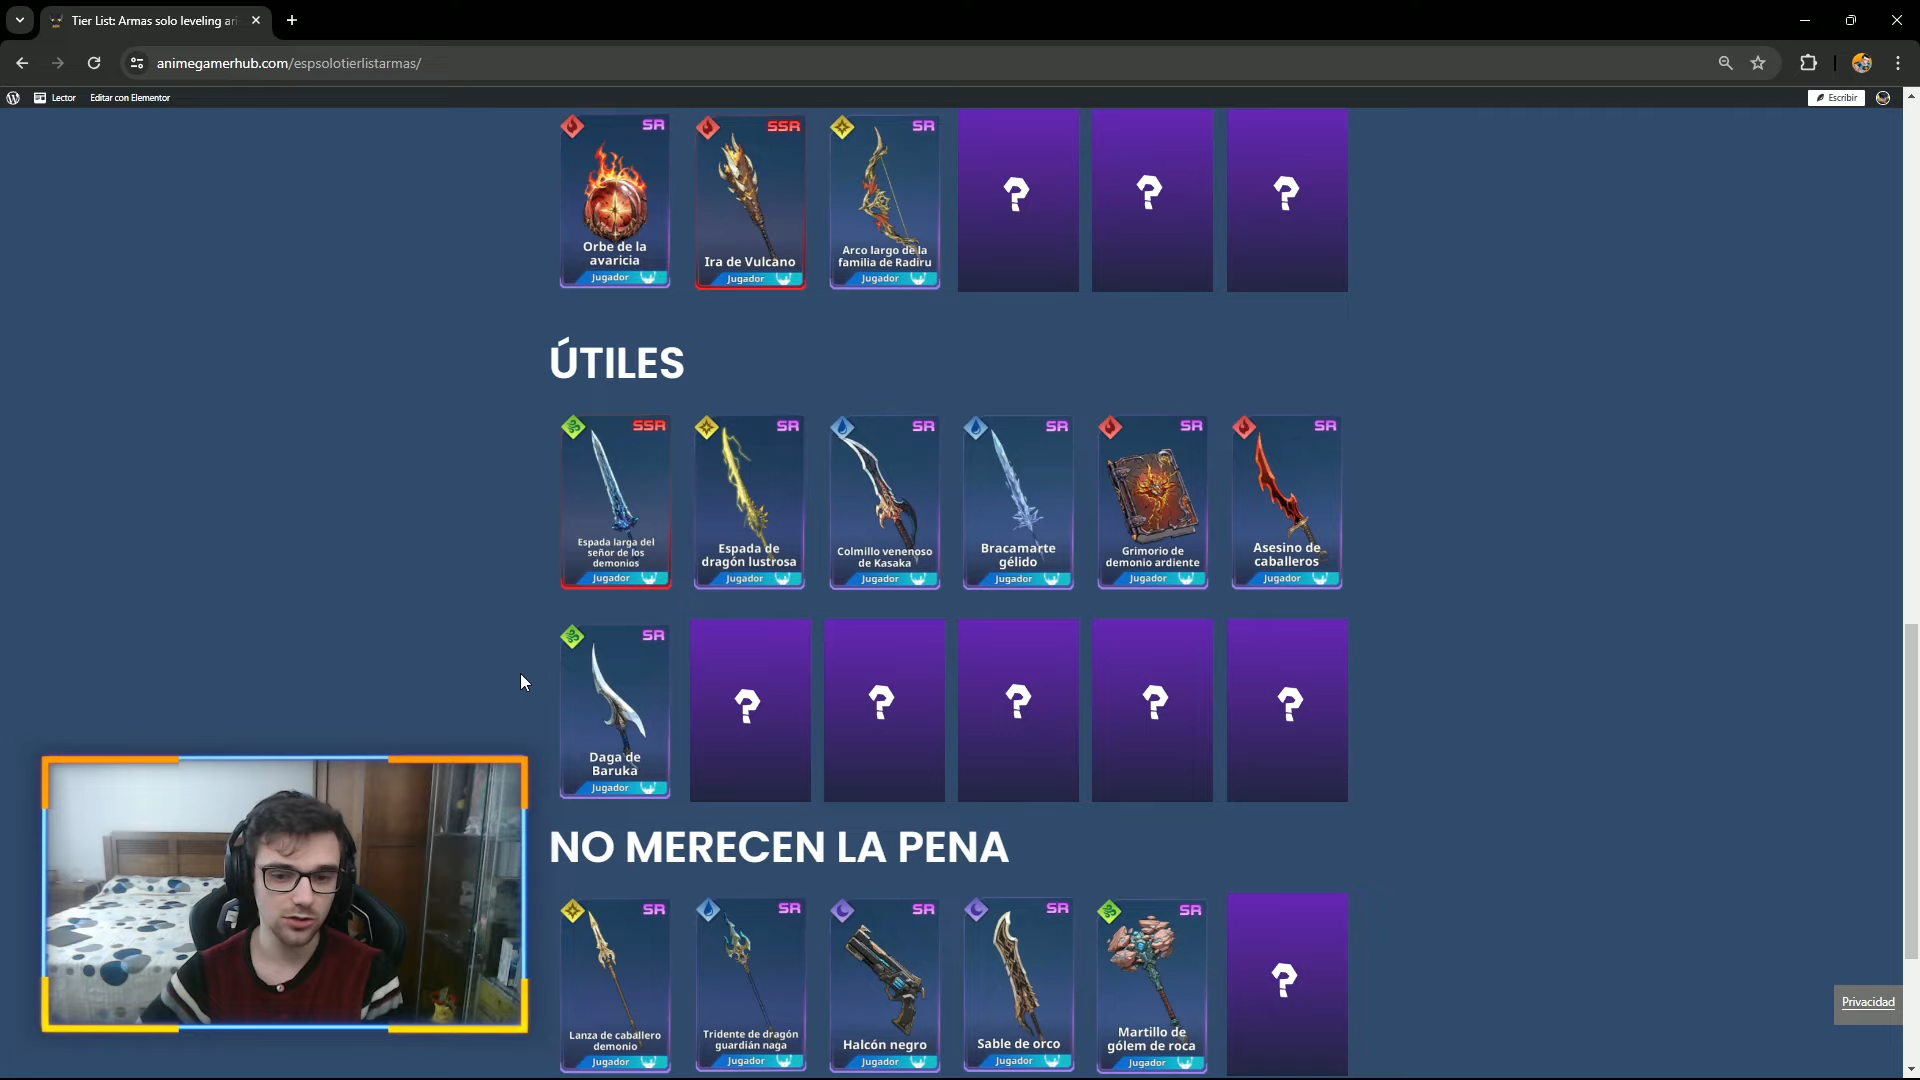 Tier List: Armas solo leveling ari
animegamerhub.com/espsolotierlistarmas/
Lector
Editar con Elementor
Escribir
SR
SSR
SR
Orbe de la
avaricia
Ira de Vulcano
Arco largo de la
familia de Radiru
Jugador
Jugador
Jugador
?
?
?
ÚTILES
SSR
SR
SR
SR
SR
SR
Espada larga del
señor de los
demonios
Espada de
dragón lustrosa
Colmillo venenoso
de Kasaka
Bracamarte
gélido
Grimorio de
demonio ardiente
Asesino de
caballeros
Jugador
Jugador
Jugador
Jugador
Jugador
Jugador
SR
Daga de
Baruka
Jugador
?
?
?
?
?
NO MERECEN LA PENA
SR
SR
SR
SR
SR
Lanza de caballero
demonio
Tridente de dragón
guardián naga
Halcón negro
Sable de orco
Martillo de
gólem de roca
Jugador
Jugador
Jugador
Jugador
Jugador
?
Privacidad